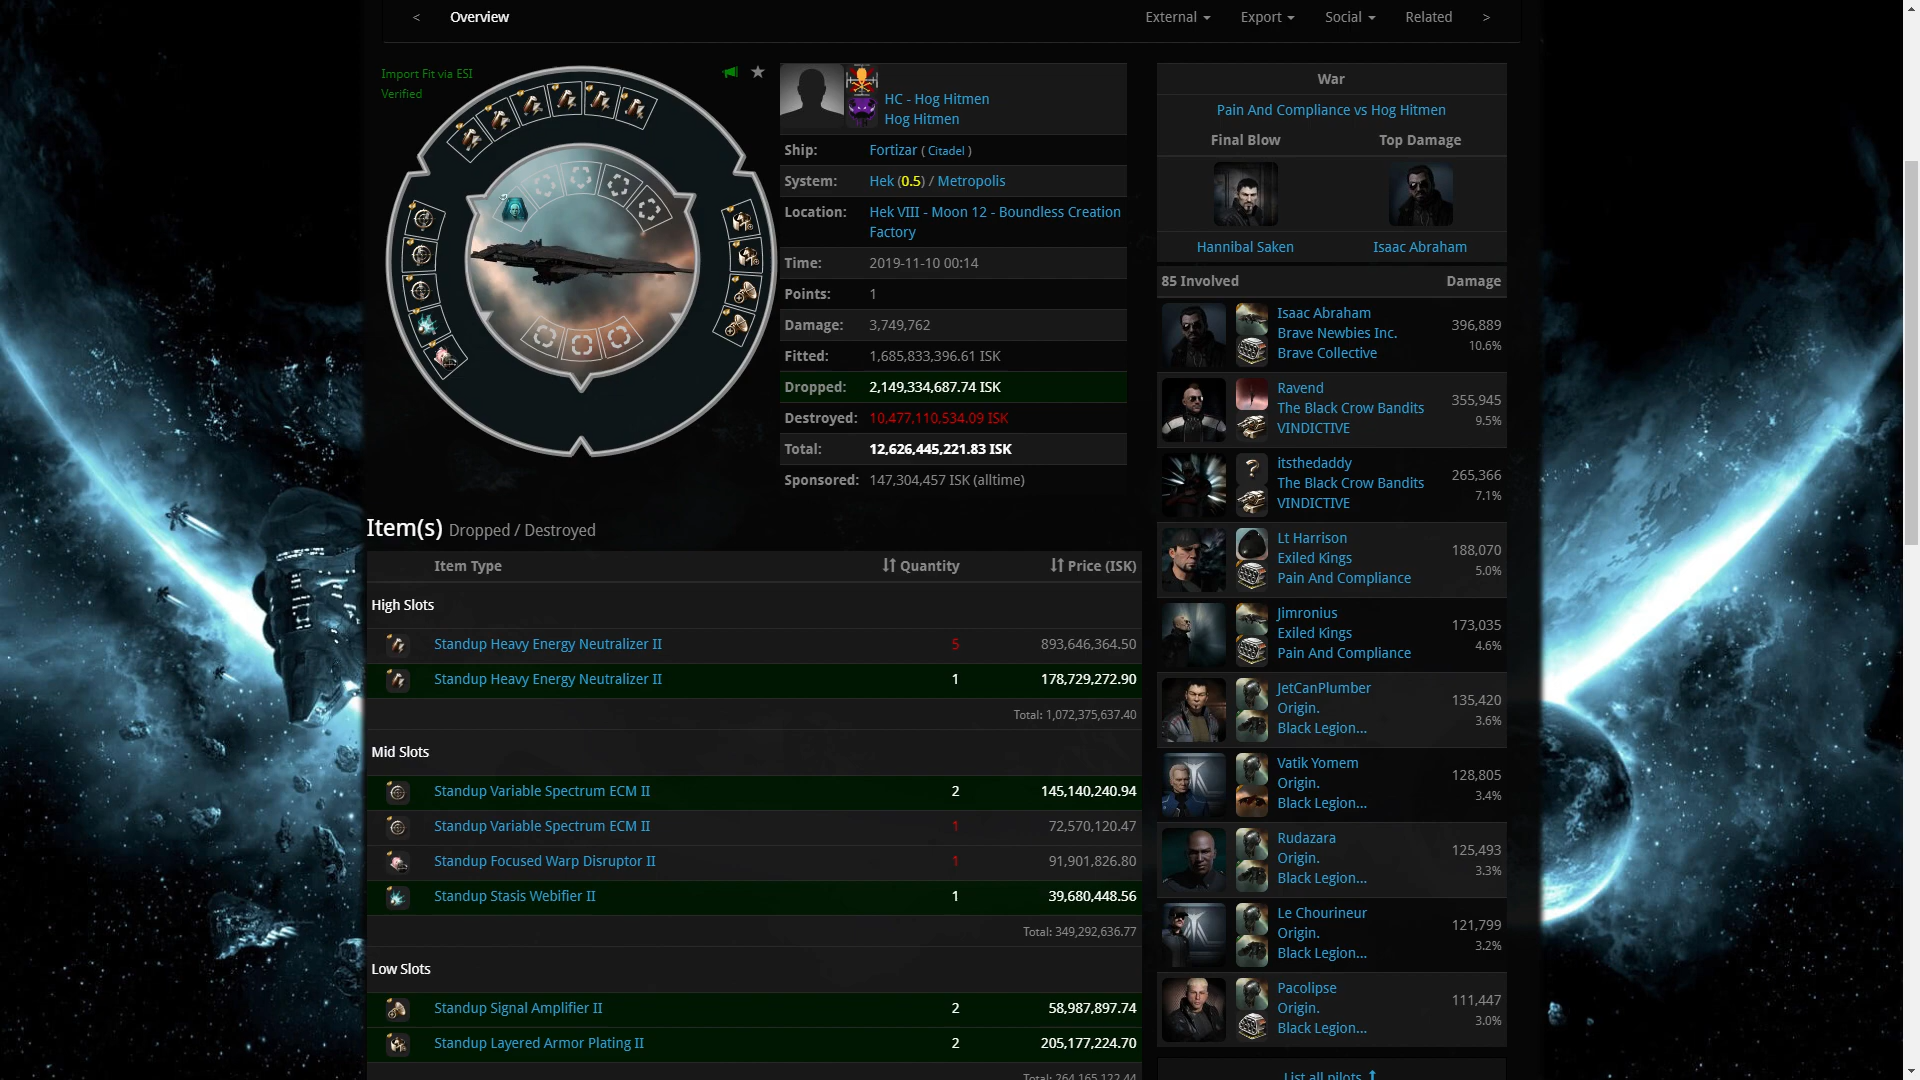 <
Overview
External
Export
Social
Related
>
Import Fit via ESI
Verified
HC - Hog Hitmen
Hog Hitmen
Ship: Fortizar ( Citadel )
System: Hek (0.5) / Metropolis
Location: Hek VIII - Moon 12 - Boundless Creation
Factory
Time: 2019-11-10 00:14
Points: 1
Damage: 3,749,762
Fitted: 1,685,833,396.61 ISK
Dropped: 2,149,334,687.74 ISK
Destroyed: 10,477,110,534.09 ISK
Total: 12,626,445,221.83 ISK
Sponsored: 147,304,457 ISK (alltime)
Item(s) Dropped / Destroyed
Item Type Quantity Price (ISK)
High Slots
Standup Heavy Energy Neutralizer II 5 893,646,364.50
Standup Heavy Energy Neutralizer II 1 178,729,272.90
Total: 1,072,375,637.40
Mid Slots
Standup Variable Spectrum ECM II 2 145,140,240.94
Standup Variable Spectrum ECM II 1 72,570,120.47
Standup Focused Warp Disruptor II 1 91,901,826.80
Standup Stasis Webifier II 1 39,680,448.56
Total: 349,292,636.77
Low Slots
Standup Signal Amplifier II 2 58,987,897.74
Standup Layered Armor Plating II 2 205,177,224.70
Total: 264,165,122.44
War
Pain And Compliance vs Hog Hitmen
Final Blow Top Damage
Hannibal Saken Isaac Abraham
85 Involved Damage
Isaac Abraham
Brave Newbies Inc.
Brave Collective
396,889
10.6%
Ravend
The Black Crow Bandits
VINDICTIVE
355,945
9.5%
itsthedaddy
The Black Crow Bandits
VINDICTIVE
265,366
7.1%
Lt Harrison
Exiled Kings
Pain And Compliance
188,070
5.0%
Jimronius
Exiled Kings
Pain And Compliance
173,035
4.6%
JetCanPlumber
Origin.
Black Legion...
135,420
3.6%
Vatik Yomem
Origin.
Black Legion...
128,805
3.4%
Rudazara
Origin.
Black Legion...
125,493
3.3%
Le Chourineur
Origin.
Black Legion...
121,799
3.2%
Pacolipse
Origin.
Black Legion...
111,447
3.0%
List all pilots